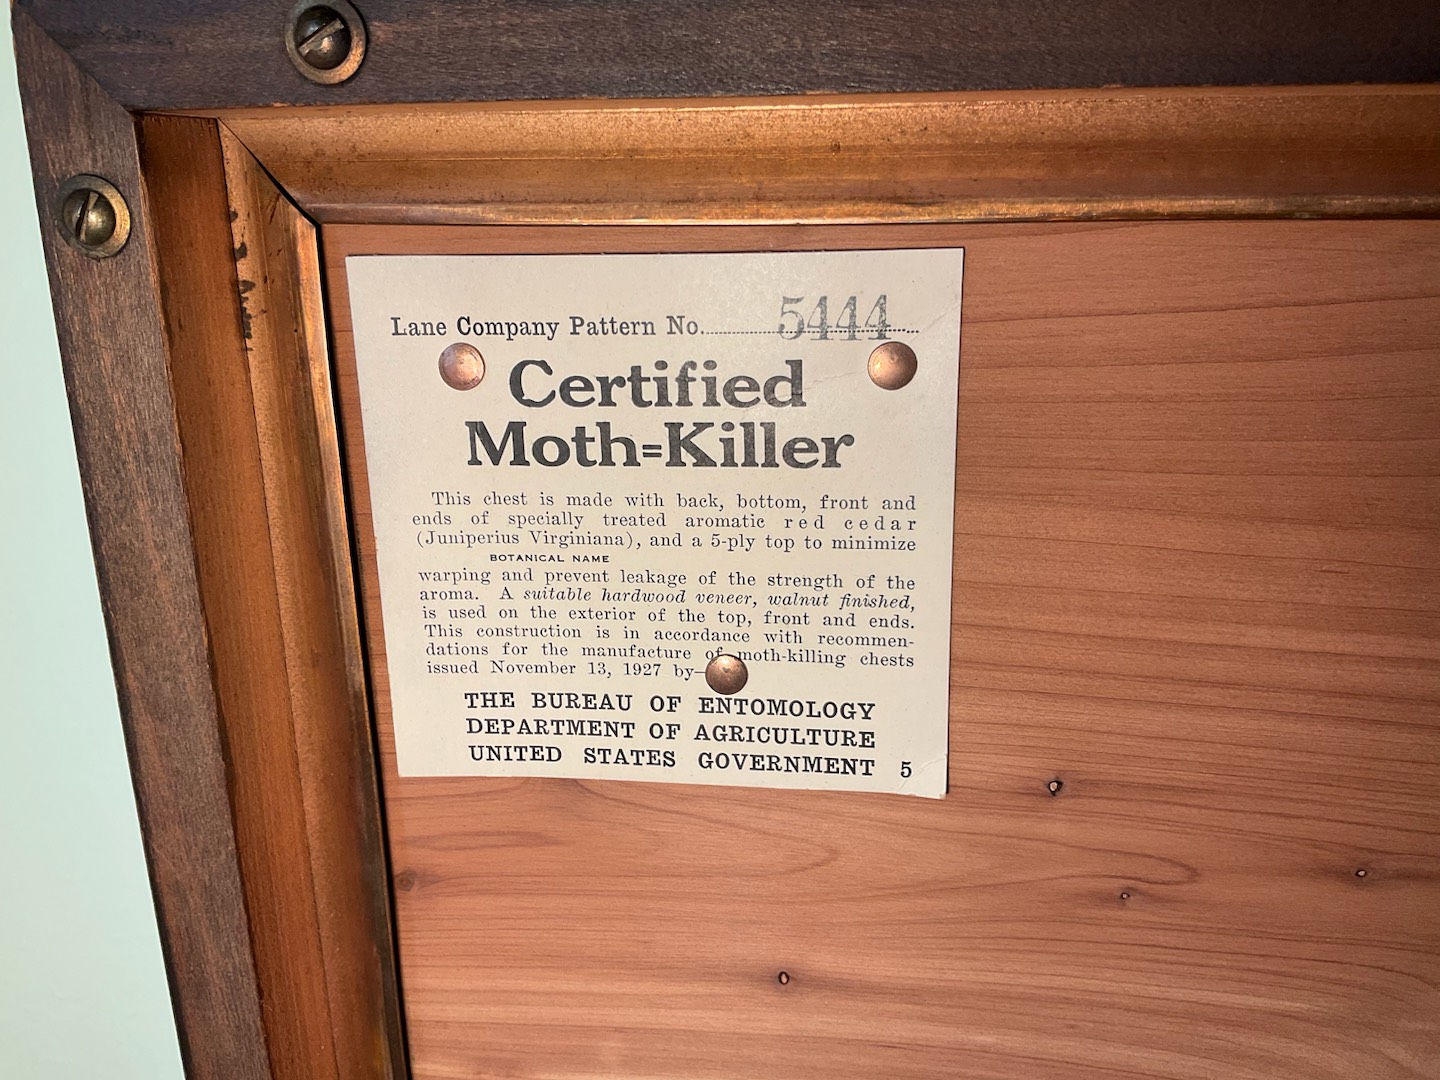 Lane Company Pattern No. 5444
Certified
Moth=Killer
This chest is made with back, bottom, front and
ends of specially treated aromatic red cedar
(Juniperius Virginiana), and a 5-ply top to minimize
BOTANICAL NAME
warping and prevent leakage of the strength of the
aroma. A suitable hardwood veneer, walnut finished,
is used on the exterior of the top, front and ends.
This construction is in accordance with recommen-
dations for the manufacture of moth-killing chests
issued November 13, 1927 by—
THE BUREAU OF ENTOMOLOGY
DEPARTMENT OF AGRICULTURE
UNITED STATES GOVERNMENT 5